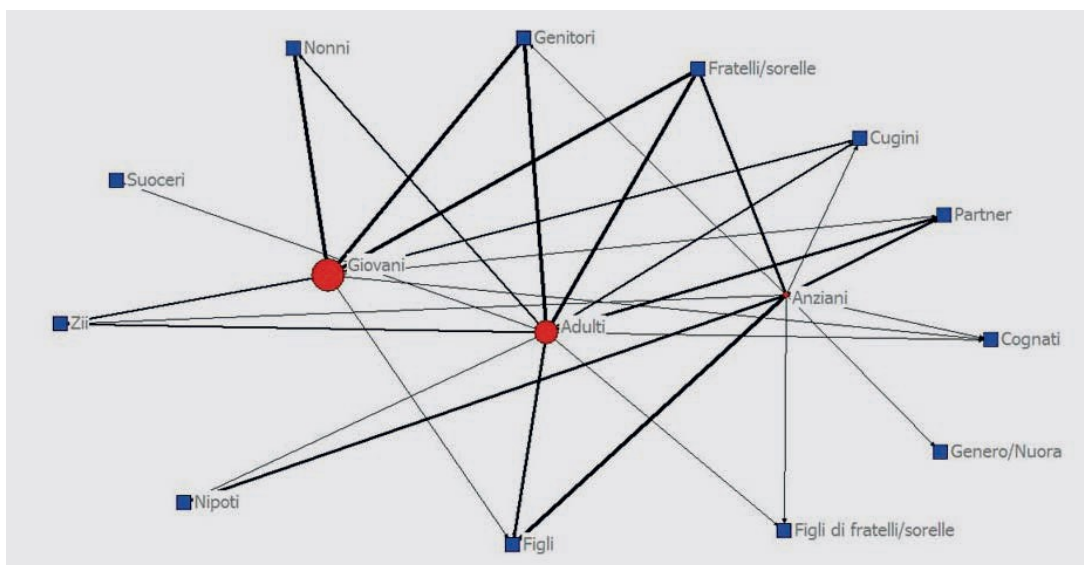 Genitori
Nonni
Fratelli/sorelle
Cugini
Suoceri
Partner
Giovani
Anziani
Zii
Adulti
Cognati
Genero/Nuora
Nipoti
Figli di fratelli/sorelle
Figli